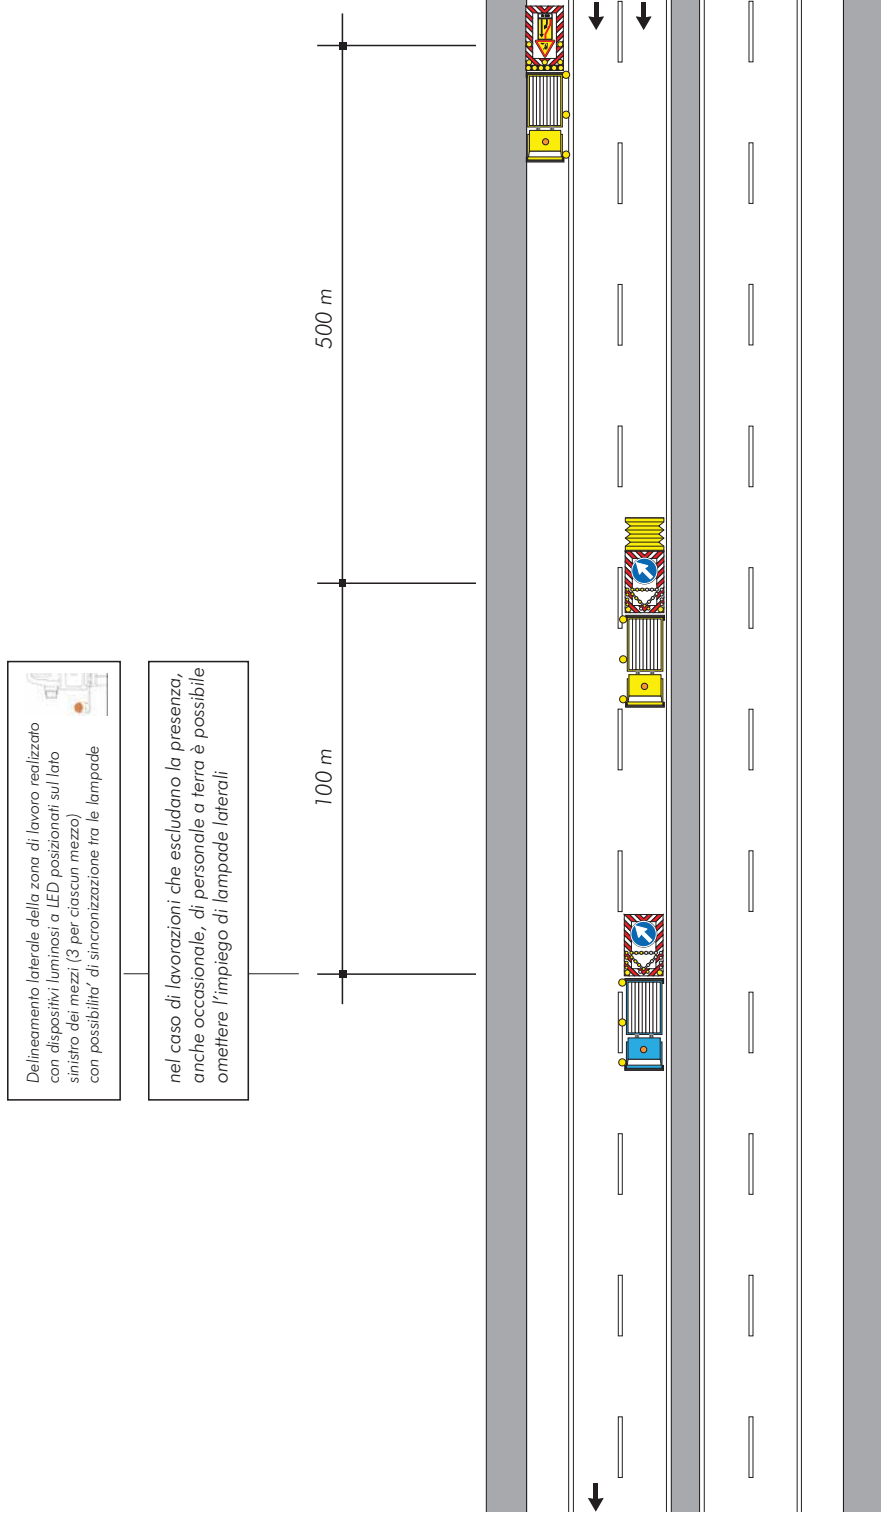 500 m
100 m
Delineamento laterale della zona di lavoro realizzato
con dispositivi luminosi a LED posizionati sul lato
sinistro dei mezzi (3 per ciascun mezzo)
con possibilita' di sincronizzazione tra le lampade
nel caso di lavorazioni che escludano la presenza,
anche occasionale, di personale a terra è possibile
omettere l'impiego di lampade laterali